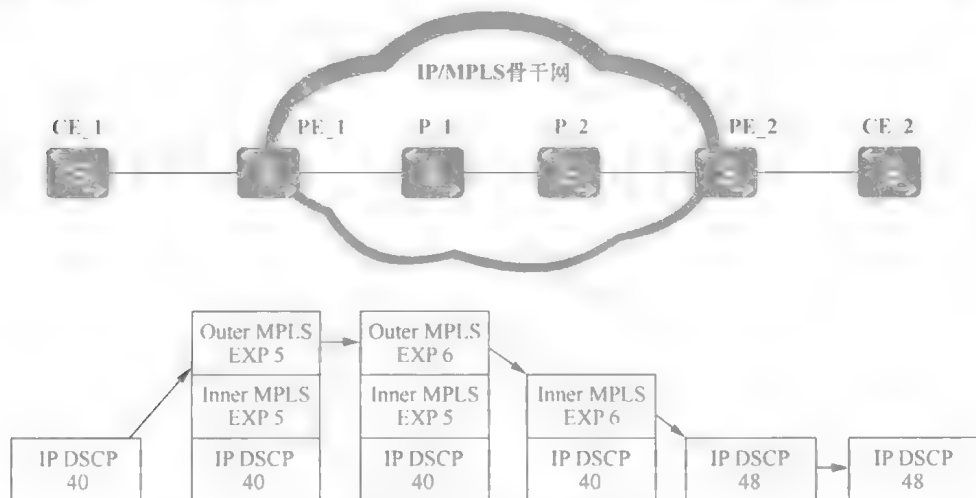 IP/MPLS骨干网
CE_1
PE_1
P_1
P_2
PE_2
CE_2
Outer MPLS
EXP 5
Outer MPLS
EXP 6
Inner MPLS
EXP 5
Inner MPLS
EXP 5
Inner MPLS
EXP 6
IP DSCP
40
IP DSCP
40
IP DSCP
40
IP DSCP
40
IP DSCP
48
IP DSCP
48